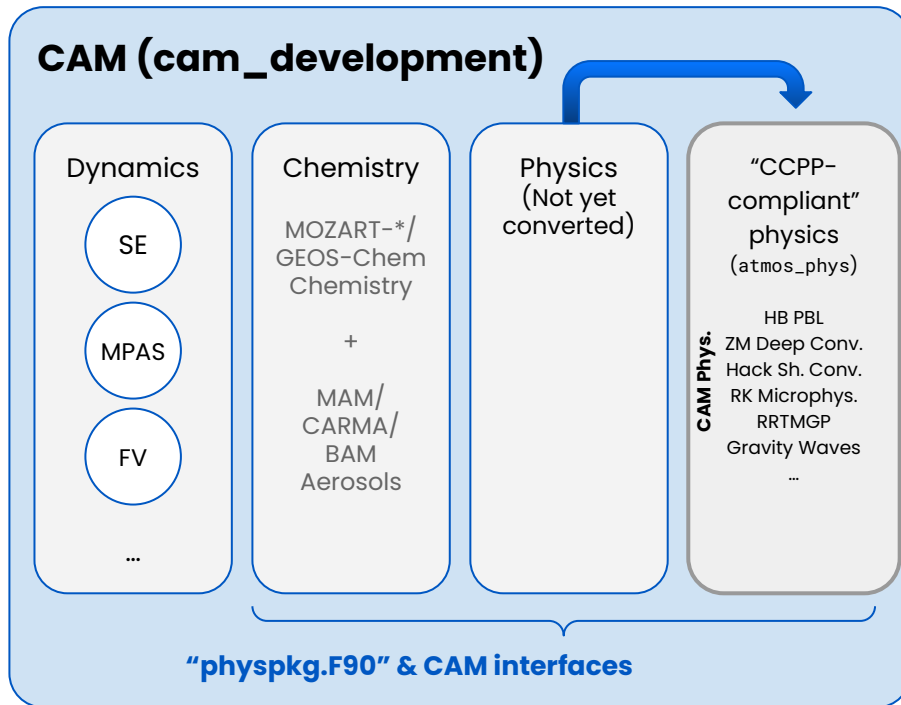 CAM (cam_development)
Dynamics
SE
MPAS
FV
…
Chemistry
MOZART-*/
GEOS-Chem
Chemistry
+
MAM/
CARMA/
BAM
Aerosols
Physics
(Not yet
converted)
“CCPP-
compliant”
physics
(atmos_phys)
CAM Phys.
HB PBL
ZM Deep Conv.
Hack Sh. Conv.
RK Microphys.
RRTMGP
Gravity Waves
…
“physpkg.F90” & CAM interfaces